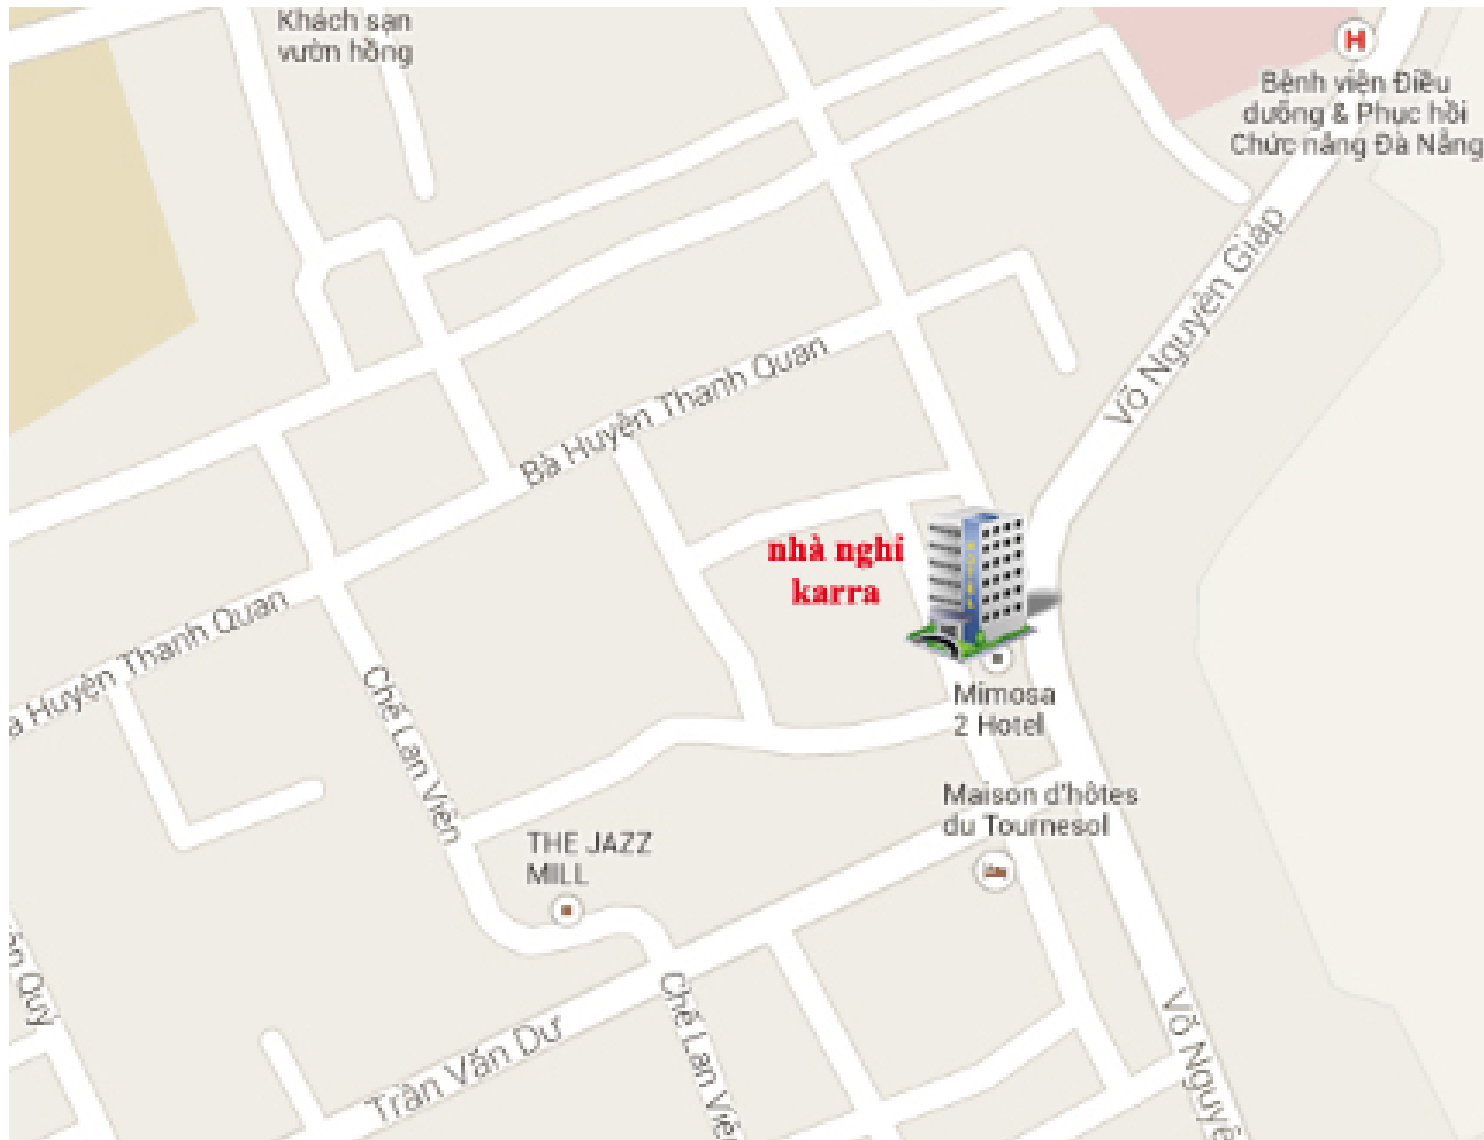 Khách sạn
vườn hồng
H
Bệnh viện Điều
dưỡng & Phục hồi
Chức năng Đà Nẵng
Võ Nguyên Giáp
Bà Huyện Thanh Quan
nhà nghỉ
karra
à Huyện Thanh Quan
Chế Lan Viên
Mimosa
2 Hotel
Maison d'hôtes
du Tournesol
THE JAZZ
MILL
Quý
Chế Lan Viên
Võ Nguyê
Trần Văn Dư